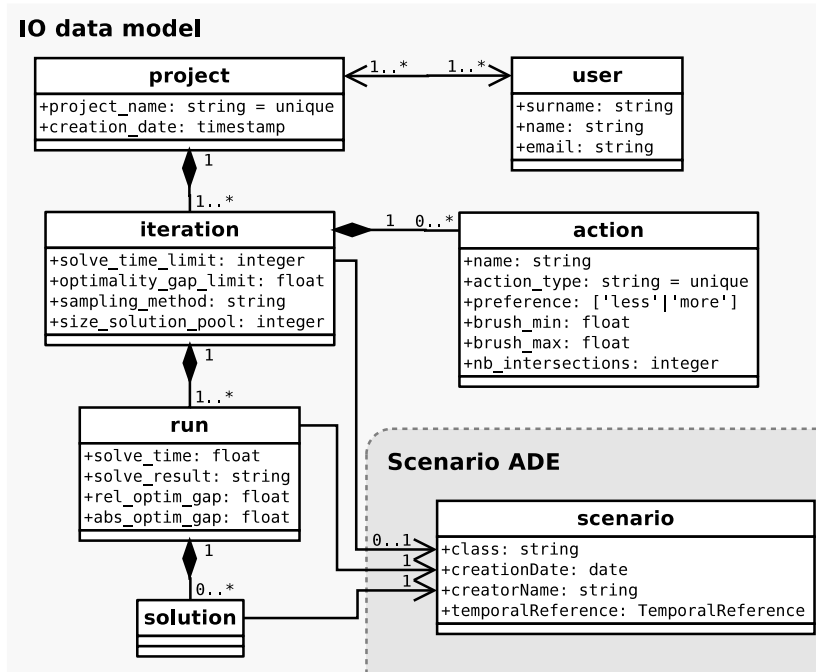 IO data model
project
+project_name: string = unique
+creation_date: timestamp
1..*
1..*
user
+surname: string
+name: string
+email: string
1
1..*
iteration
+solve_time_limit: integer
+optimality_gap_limit: float
+sampling_method: string
+size_solution_pool: integer
1
0..*
action
+name: string
+action_type: string = unique
+preference: ['less'|'more']
+brush_min: float
+brush_max: float
+nb_intersections: integer
1
1..*
run
+solve_time: float
+solve_result: string
+rel_optim_gap: float
+abs_optim_gap: float
1
0..*
solution
Scenario ADE
0..1
1
1
scenario
+class: string
+creationDate: date
+creatorName: string
+temporalReference: TemporalReference